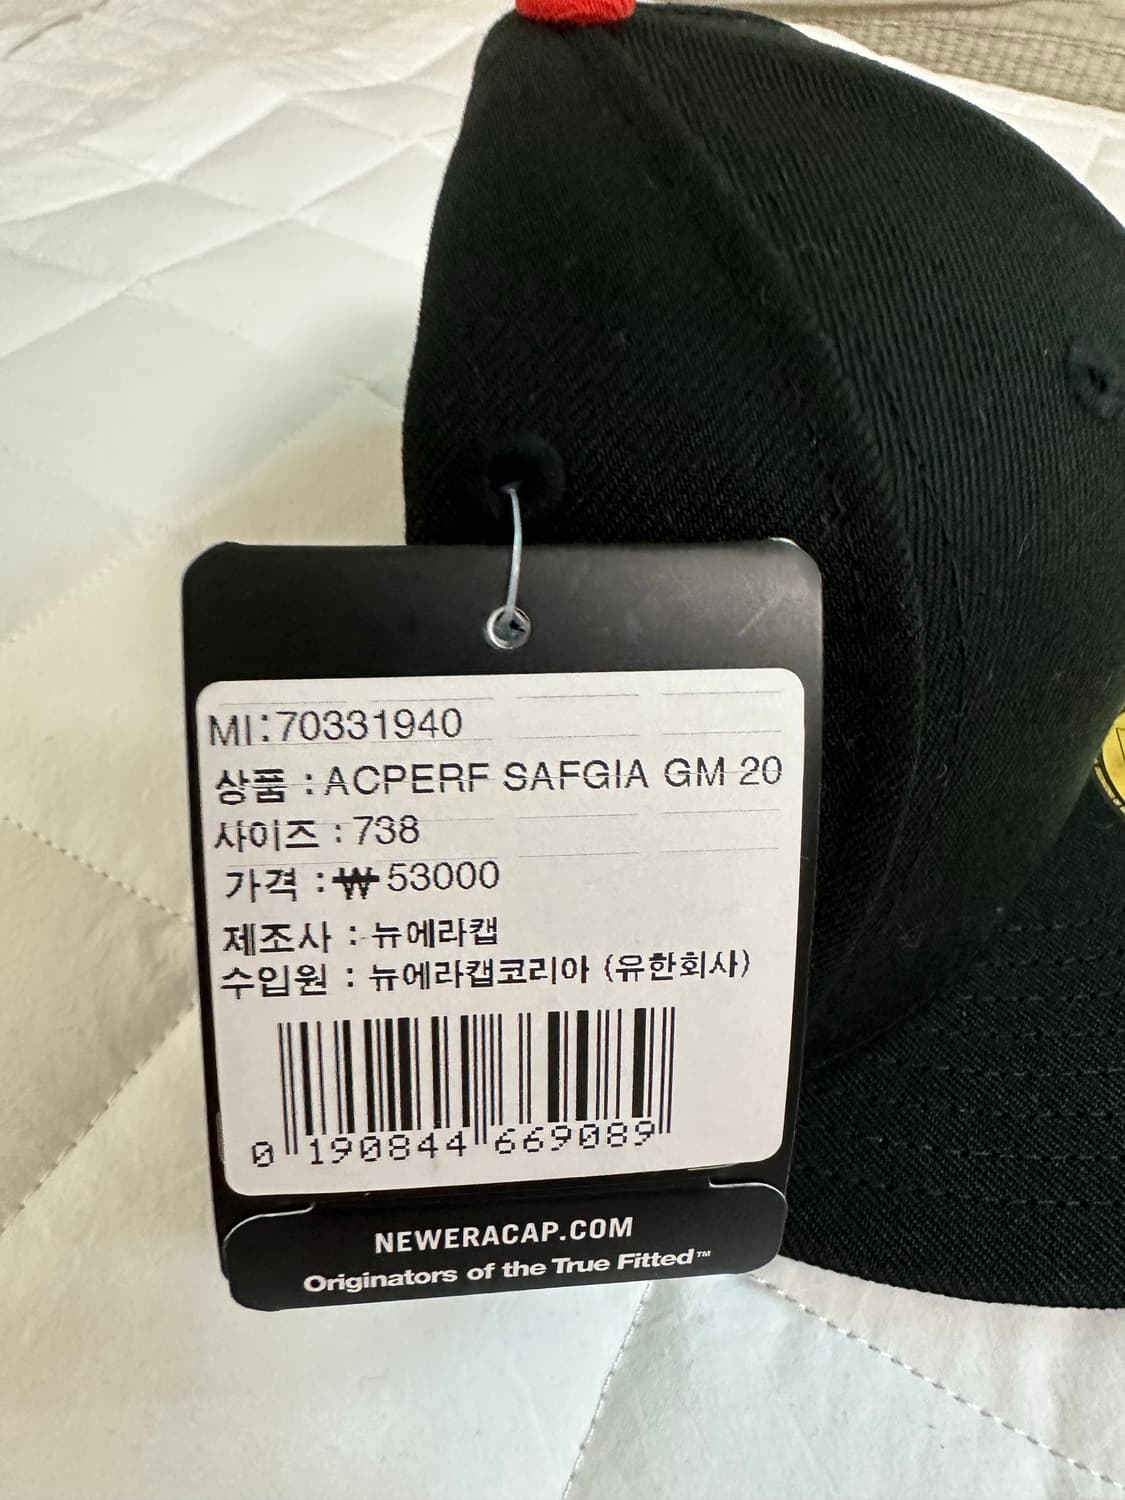 MI:70331940
상품 : ACPERF SAFGIA GM 20
사이즈 : 738
가격 : ₩ 53000
제조사 : 뉴에라캡
수입원 : 뉴에라캡코리아 (유한회사)
0 190844 669089
NEWERACAP.COM
Originators of the True Fitted™